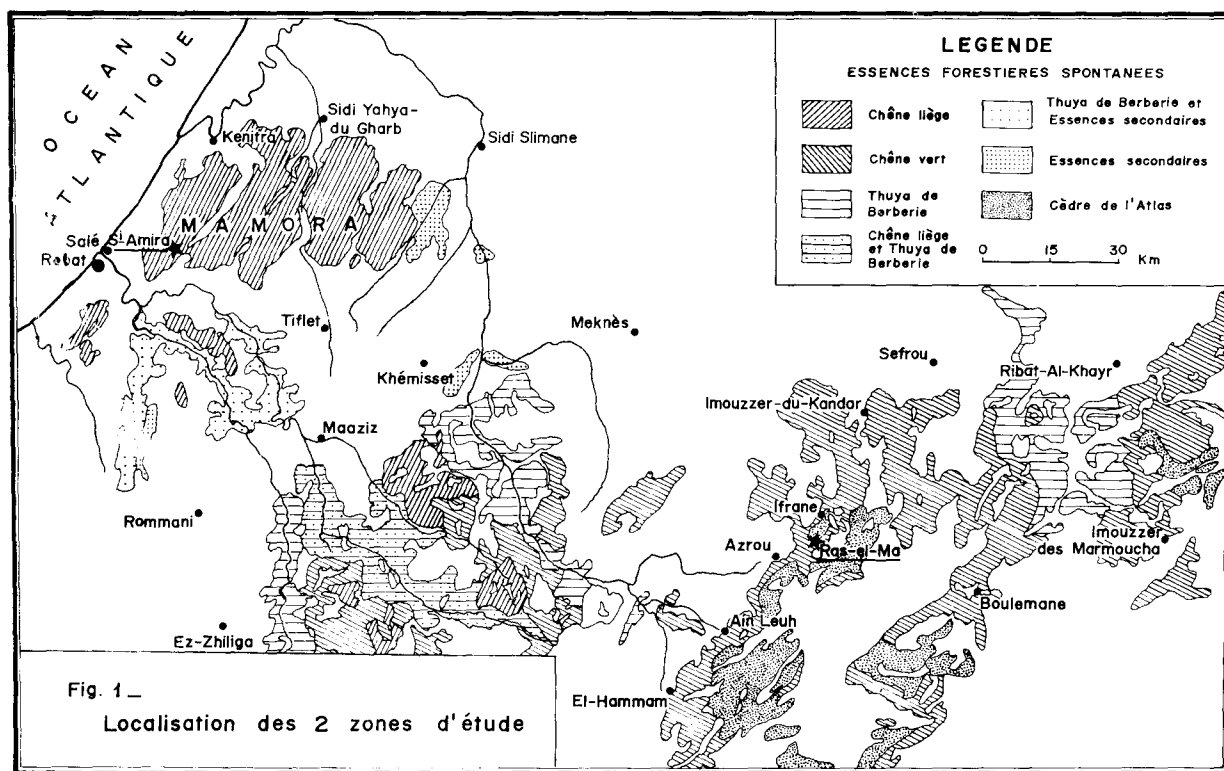 OCEAN
ATLANTIQUE
LEGENDE
ESSENCES FORESTIERES SPONTANEES
Chêne liège
Chêne vert
Thuya de
Berberie
Chêne liège
et Thuya de
Berberie
Thuya de Berberie et
Essences secondaires
Essences secondaires
Cèdre de l'Atlas
0 15 30 Km
Kenitra
Sidi Yahya-
du Gharb
Sidi Slimane
MAMORA
Salé
Sⁱ Amira
Rabat
Tiflet
Meknès
Khémisset
Sefrou
Ribat-Al-Khayr
Imouzzer-du-Kandar
Maaziz
Rommani
Ifrane
Azrou
Ras-el-Ma
Imouzzer
des Marmoucha
Boulemane
Ez-Zhiliga
Aïn Leuh
El-Hammam
Fig. 1_
Localisation des 2 zones d'étude